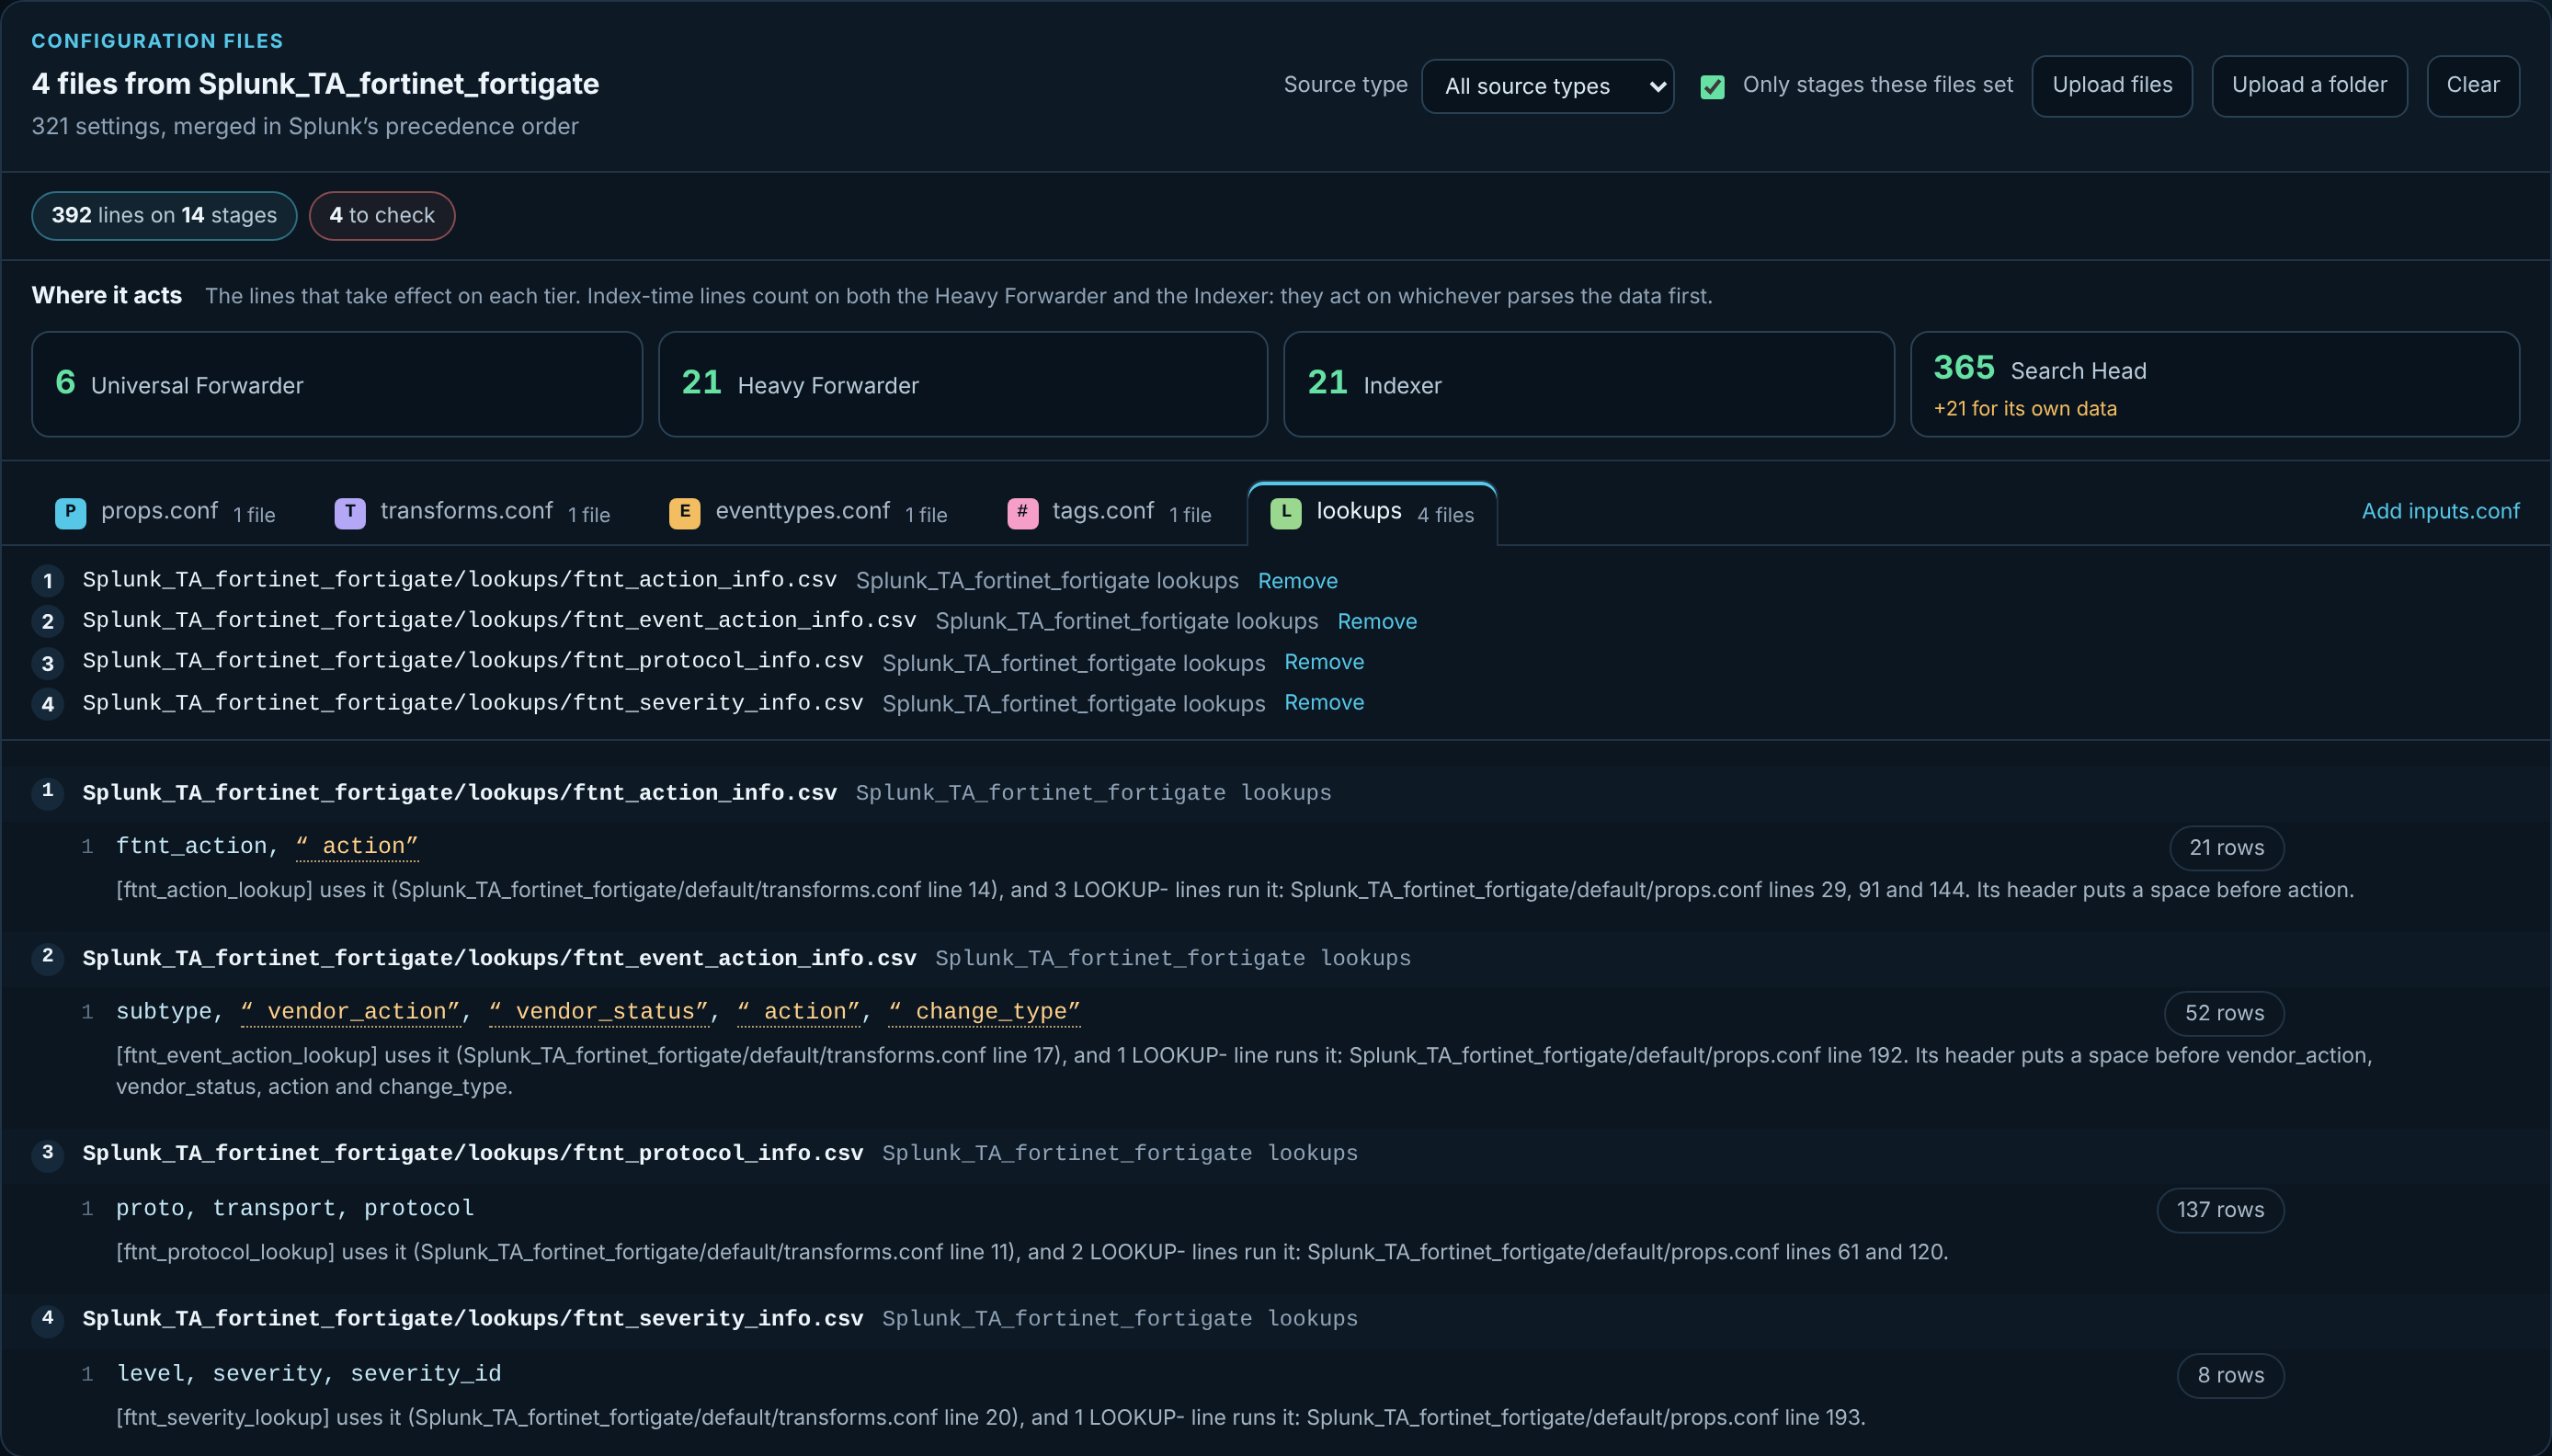 CONFIGURATION FILES
4 files from Splunk_TA_fortinet_fortigate
321 settings, merged in Splunk’s precedence order
Source type All source types Only stages these files set Upload files Upload a folder Clear
392 lines on 14 stages 4 to check
Where it acts The lines that take effect on each tier. Index-time lines count on both the Heavy Forwarder and the Indexer: they act on whichever parses the data first.
6 Universal Forwarder
21 Heavy Forwarder
21 Indexer
365 Search Head
+21 for its own data
P props.conf 1 file T transforms.conf 1 file E eventtypes.conf 1 file # tags.conf 1 file L lookups 4 files Add inputs.conf
1 Splunk_TA_fortinet_fortigate/lookups/ftnt_action_info.csv Splunk_TA_fortinet_fortigate lookups Remove
2 Splunk_TA_fortinet_fortigate/lookups/ftnt_event_action_info.csv Splunk_TA_fortinet_fortigate lookups Remove
3 Splunk_TA_fortinet_fortigate/lookups/ftnt_protocol_info.csv Splunk_TA_fortinet_fortigate lookups Remove
4 Splunk_TA_fortinet_fortigate/lookups/ftnt_severity_info.csv Splunk_TA_fortinet_fortigate lookups Remove
1 Splunk_TA_fortinet_fortigate/lookups/ftnt_action_info.csv Splunk_TA_fortinet_fortigate lookups
1 ftnt_action, “ action” 21 rows
[ftnt_action_lookup] uses it (Splunk_TA_fortinet_fortigate/default/transforms.conf line 14), and 3 LOOKUP- lines run it: Splunk_TA_fortinet_fortigate/default/props.conf lines 29, 91 and 144. Its header puts a space before action.
2 Splunk_TA_fortinet_fortigate/lookups/ftnt_event_action_info.csv Splunk_TA_fortinet_fortigate lookups
1 subtype, “ vendor_action”, “ vendor_status”, “ action”, “ change_type” 52 rows
[ftnt_event_action_lookup] uses it (Splunk_TA_fortinet_fortigate/default/transforms.conf line 17), and 1 LOOKUP- line runs it: Splunk_TA_fortinet_fortigate/default/props.conf line 192. Its header puts a space before vendor_action,
vendor_status, action and change_type.
3 Splunk_TA_fortinet_fortigate/lookups/ftnt_protocol_info.csv Splunk_TA_fortinet_fortigate lookups
1 proto, transport, protocol 137 rows
[ftnt_protocol_lookup] uses it (Splunk_TA_fortinet_fortigate/default/transforms.conf line 11), and 2 LOOKUP- lines run it: Splunk_TA_fortinet_fortigate/default/props.conf lines 61 and 120.
4 Splunk_TA_fortinet_fortigate/lookups/ftnt_severity_info.csv Splunk_TA_fortinet_fortigate lookups
1 level, severity, severity_id 8 rows
[ftnt_severity_lookup] uses it (Splunk_TA_fortinet_fortigate/default/transforms.conf line 20), and 1 LOOKUP- line runs it: Splunk_TA_fortinet_fortigate/default/props.conf line 193.